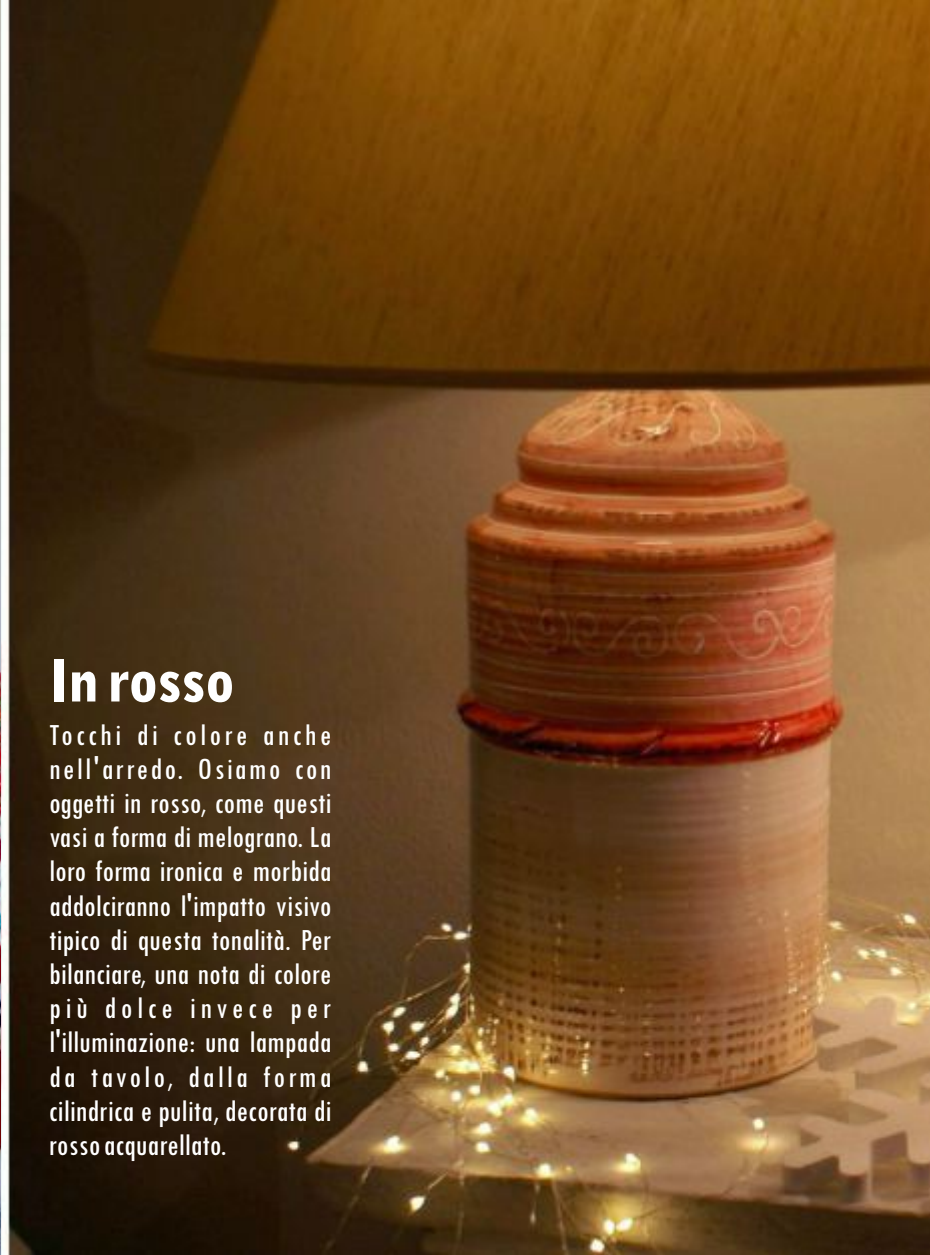 In rosso
Tocchi di colore anche
nell'arredo. Osiamo con
oggetti in rosso, come questi
vasi a forma di melograno. La
loro forma ironica e morbida
addolciranno l'impatto visivo
tipico di questa tonalità. Per
bilanciare, una nota di colore
più dolce invece per
l'illuminazione: una lampada
da tavolo, dalla forma
cilindrica e pulita, decorata di
rosso acquarellato.